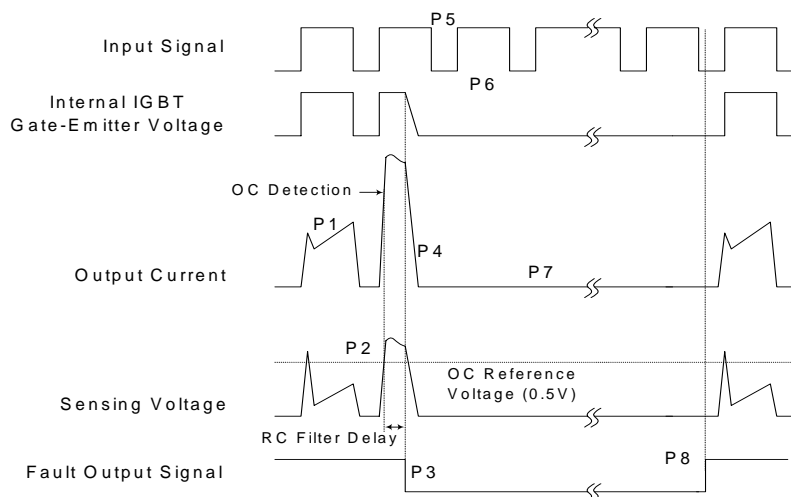 P5
Input Signal
P6
Internal IGBT
Gate-Emitter Voltage
OC Detection
P1
P4
Output Current
P7
P2
OC Reference
Voltage (0.5V)
Sensing Voltage
RC Filter Delay
Fault Output Signal
P3
P8